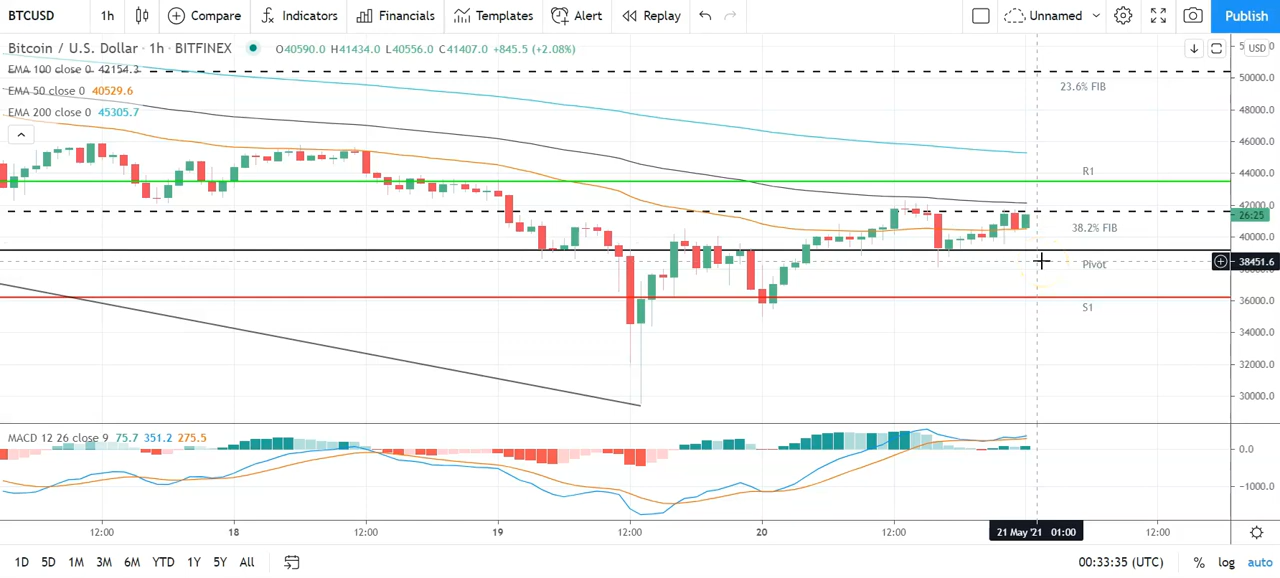 BTCUSD 1h Compare Indicators Financials Templates Alert Replay Unnamed Publish
Bitcoin / U.S. Dollar · 1h · BITFINEX O40590.0 H41434.0 L40556.0 C41407.0 +845.5 (+2.08%) USD
EMA 100 close 0 42154.3
EMA 50 close 0 40529.6
EMA 200 close 0 45305.7
23.6% FIB
R1
38.2% FIB
Pivot
S1
50000.0
48000.0
46000.0
44000.0
42000.0
26:25
40000.0
38451.6
38000.0
36000.0
34000.0
32000.0
30000.0
MACD 12 26 close 9 75.7 351.2 275.5
0.0
-1000.0
12:00 18 12:00 19 12:00 20 12:00 21 May '21 01:00 12:00
1D 5D 1M 3M 6M YTD 1Y 5Y All 00:33:35 (UTC) % log auto